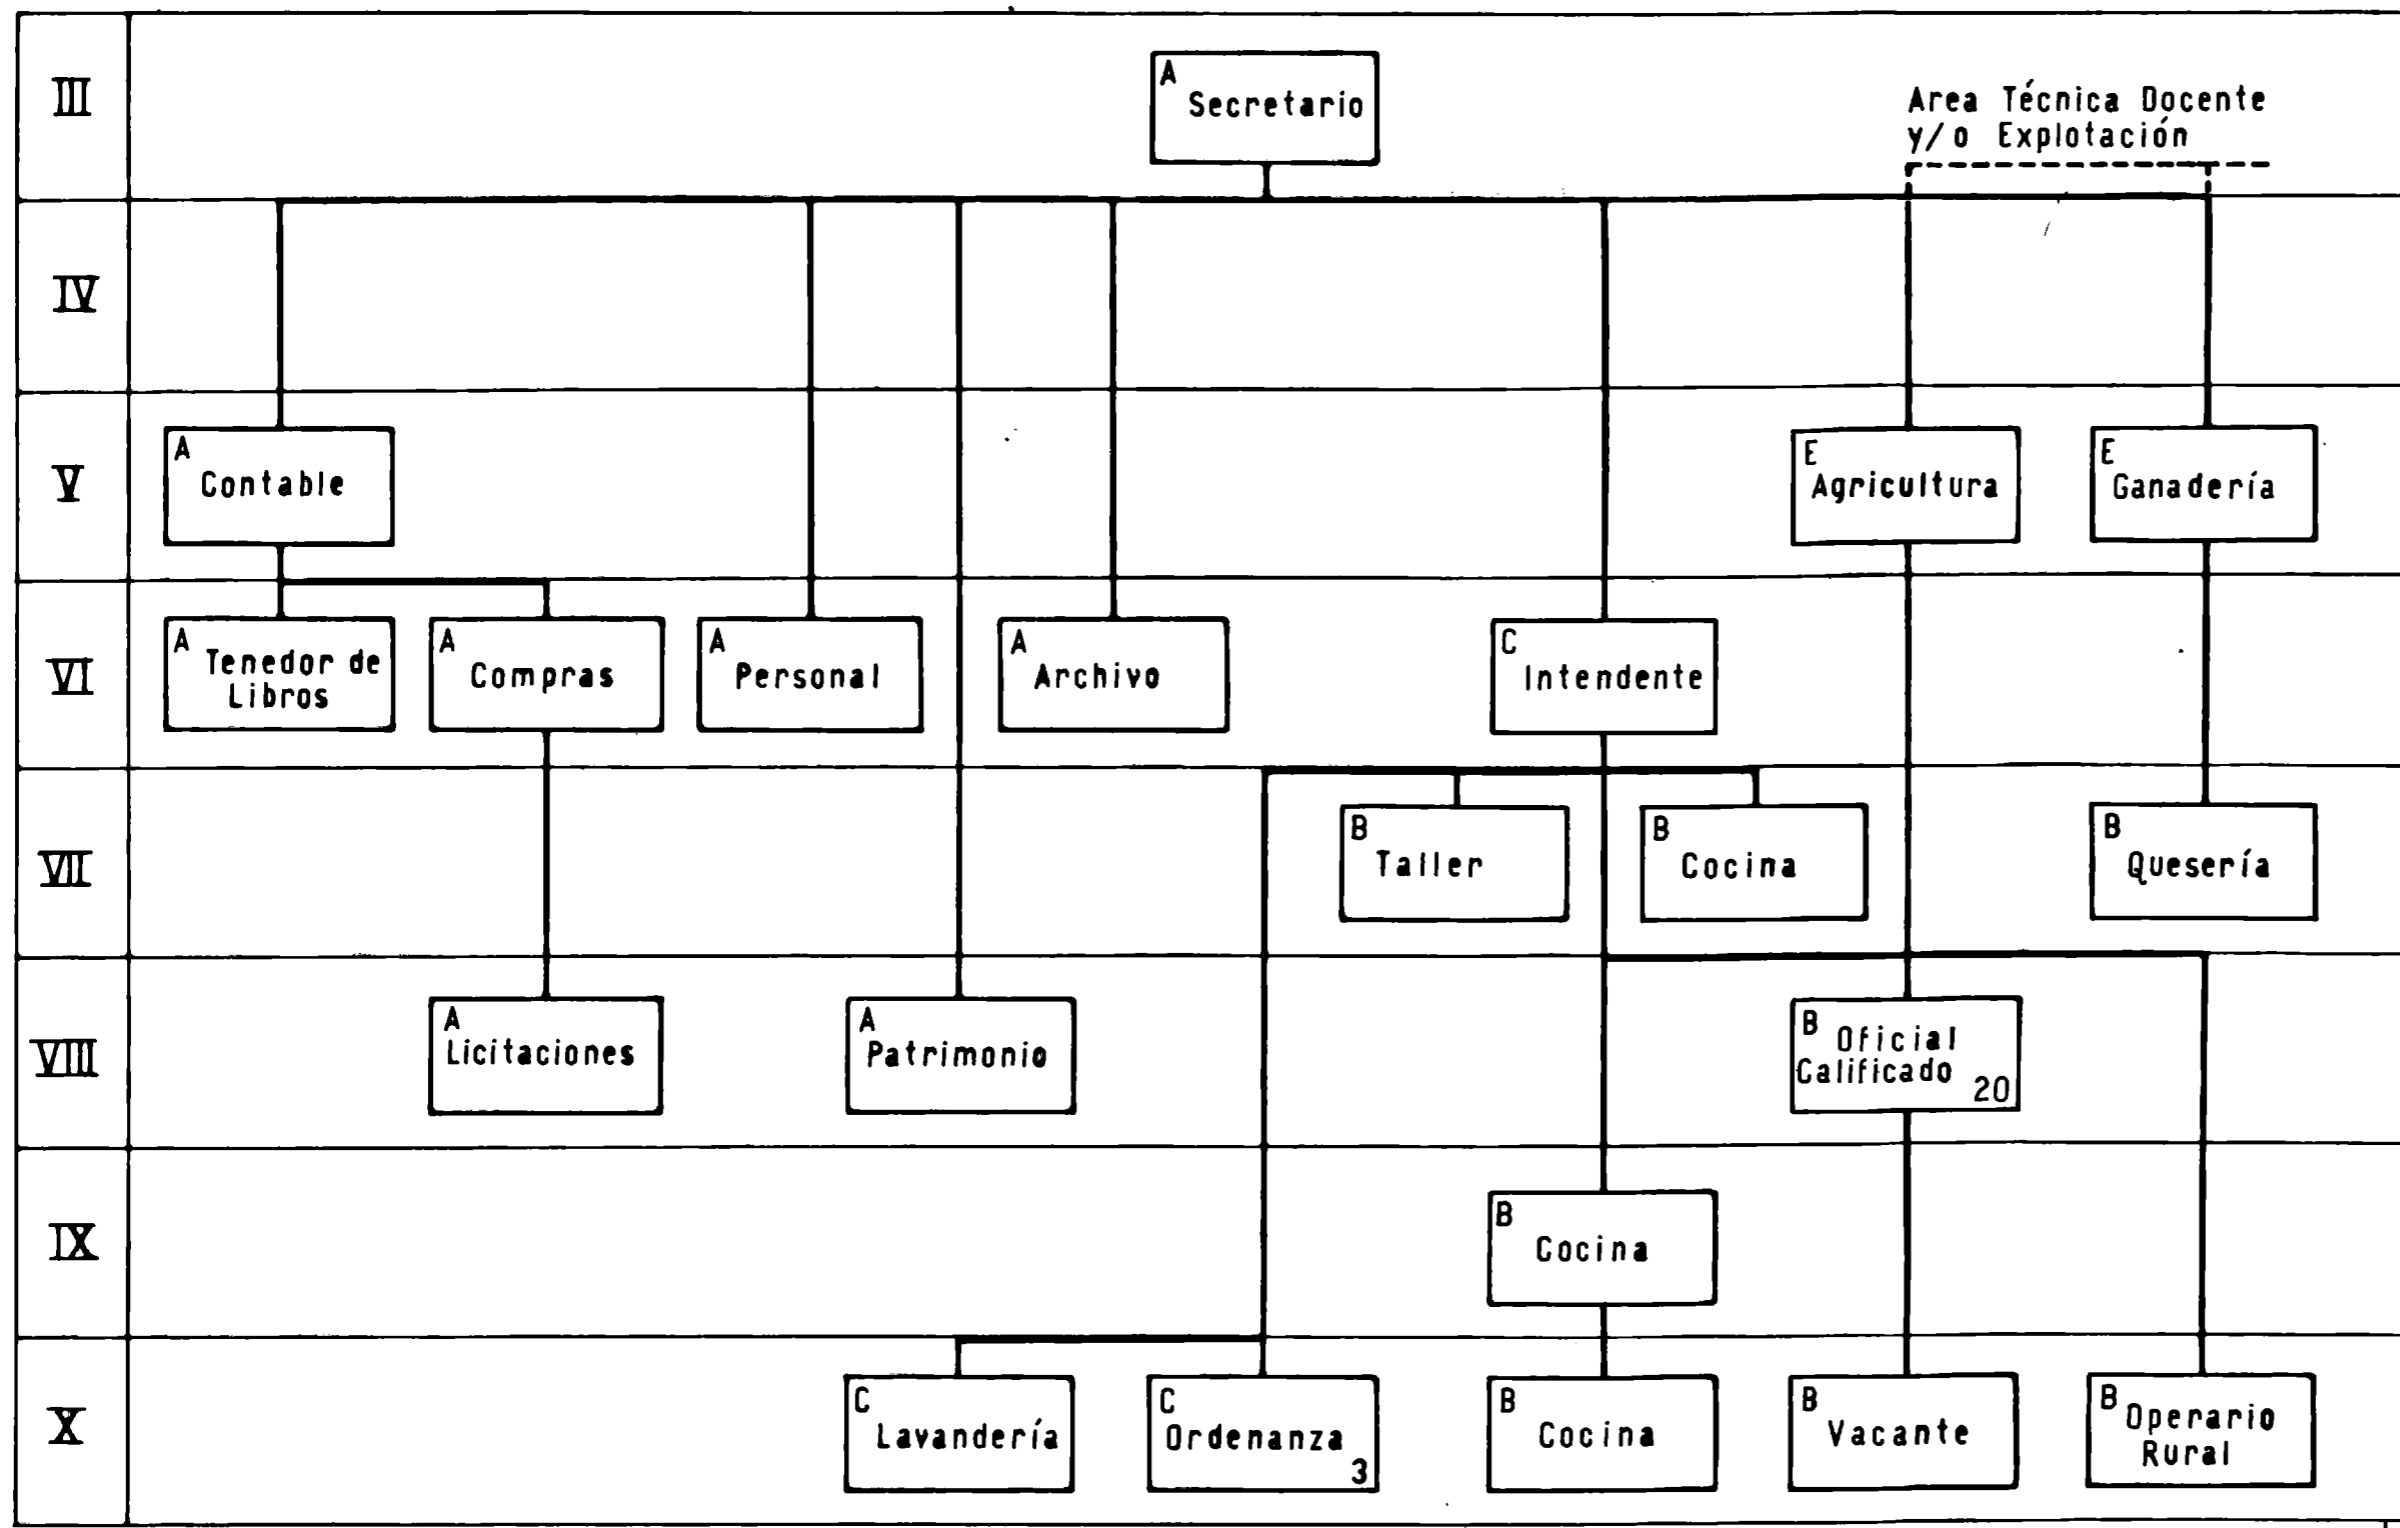 III
A
Secretario
Area Técnica Docente
y/o Explotación
IV
V
A
Contable
E
Agricultura
E
Ganadería
VI
A
Tenedor de
Libros
A
Compras
A
Personal
A
Archivo
C
Intendente
VII
B
Taller
B
Cocina
B
Quesería
VIII
A
Licitaciones
A
Patrimonio
B
Oficial
Calificado
20
IX
B
Cocina
X
C
Lavandería
C
Ordenanza
3
B
Cocina
B
Vacante
B
Operario
Rural